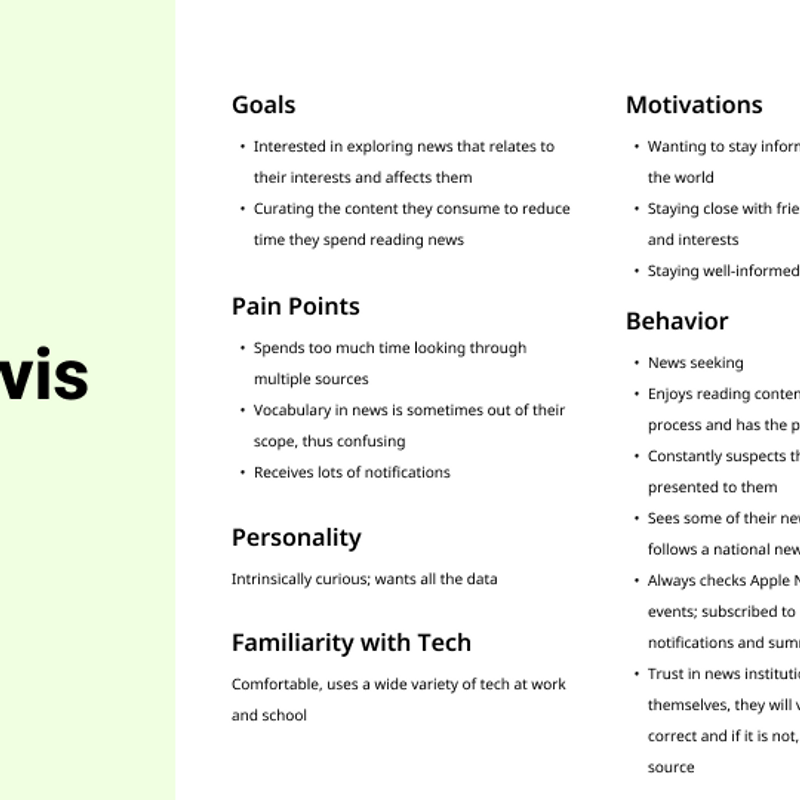 vis
Goals
• Interested in exploring news that relates to
their interests and affects them
• Curating the content they consume to reduce
time they spend reading news
Pain Points
• Spends too much time looking through
multiple sources
• Vocabulary in news is sometimes out of their
scope, thus confusing
• Receives lots of notifications
Personality
Intrinsically curious; wants all the data
Familiarity with Tech
Comfortable, uses a wide variety of tech at work
and school
Motivations
• Wanting to stay inform
the world
• Staying close with frie
and interests
• Staying well-informed
Behavior
• News seeking
• Enjoys reading conten
process and has the p
• Constantly suspects th
presented to them
• Sees some of their new
follows a national new
• Always checks Apple N
events; subscribed to
notifications and sum
• Trust in news institutio
themselves, they will v
correct and if it is not,
source